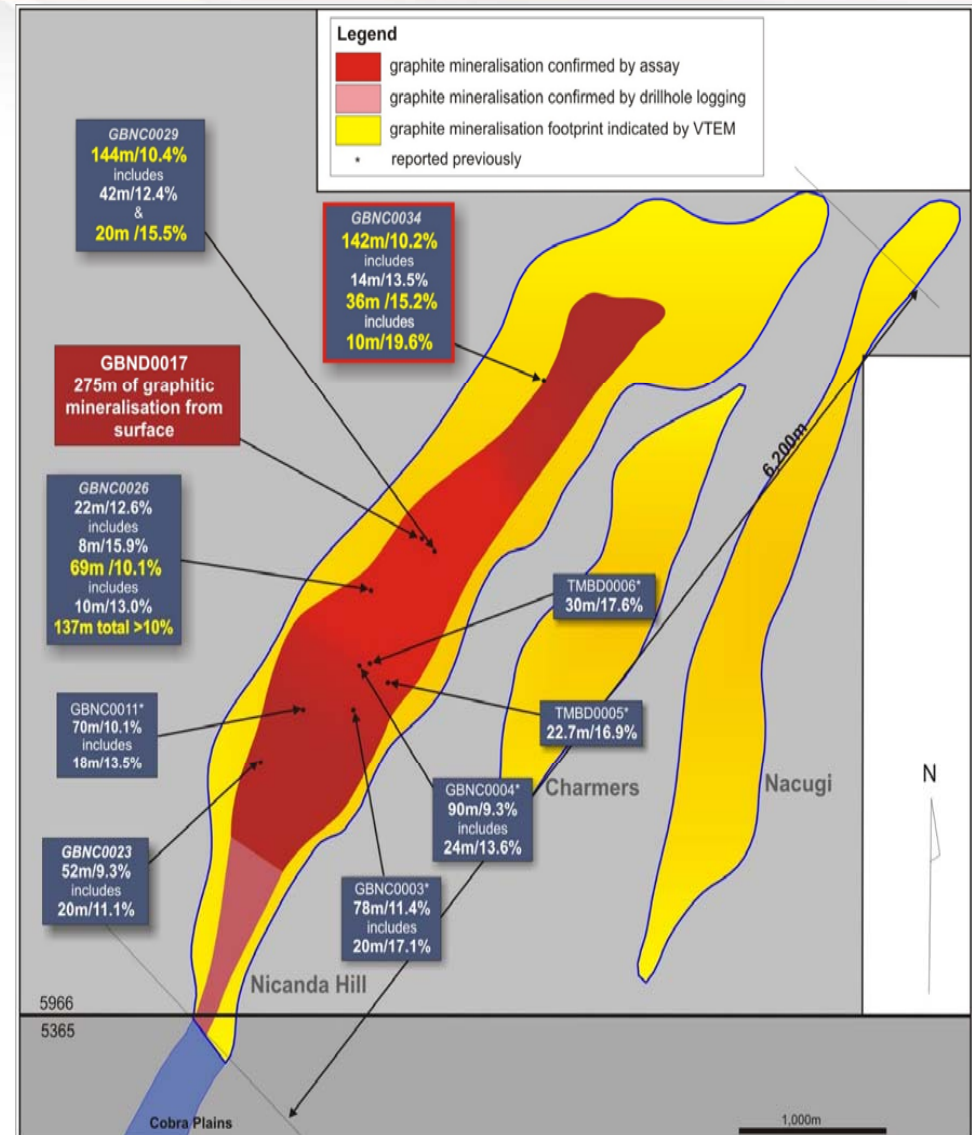 Legend
graphite mineralisation confirmed by assay
graphite mineralisation confirmed by drillhole logging
graphite mineralisation footprint indicated by VTEM
* reported previously
GBNC0029
144m/10.4%
includes
42m/12.4%
&
20m /15.5%
GBNC0034
142m/10.2%
includes
14m/13.5%
36m /15.2%
includes
10m/19.6%
GBND0017
275m of graphitic
mineralisation from
surface
GBNC0026
22m/12.6%
includes
8m/15.9%
69m /10.1%
includes
10m/13.0%
137m total >10%
6,200m
TMBD0006*
30m/17.6%
GBNC0011*
70m/10.1%
includes
18m/13.5%
TMBD0005*
22.7m/16.9%
Charmers
Nacugi
N
GBNC0004*
90m/9.3%
includes
24m/13.6%
GBNC0023
52m/9.3%
includes
20m/11.1%
GBNC0003*
78m/11.4%
includes
20m/17.1%
Nicanda Hill
5966
5365
Cobra Plains
1,000m